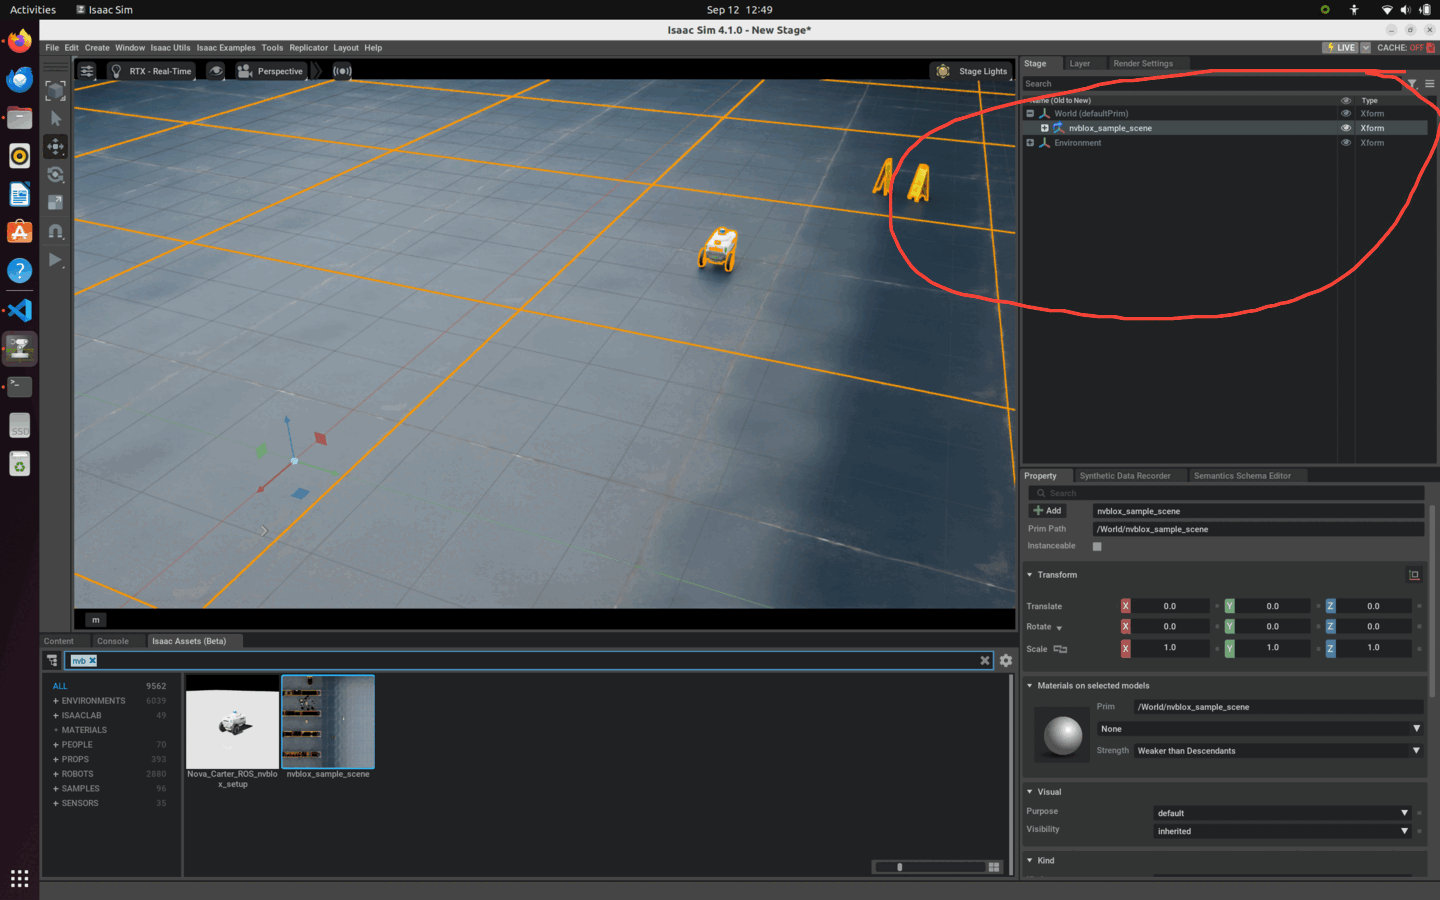 Activities
Isaac Sim
Sep 12 12:49
Isaac Sim 4.1.0 - New Stage*
File Edit Create Window Isaac Utils Isaac Examples Tools Replicator Layout Help
LIVE
CACHE: OFF
RTX - Real-Time
Perspective
Stage Lights
Stage Layer Render Settings
Search
Name (Old to New) Type
World (defaultPrim) Xform
nvblox_sample_scene Xform
Environment Xform
m
Property Synthetic Data Recorder Semantics Schema Editor
Search
Add nvblox_sample_scene
Prim Path /World/nvblox_sample_scene
Instanceable
Transform
Translate X 0.0 Y 0.0 Z 0.0
Rotate X 0.0 Y 0.0 Z 0.0
Scale X 1.0 Y 1.0 Z 1.0
Materials on selected models
Prim /World/nvblox_sample_scene
None
Strength Weaker than Descendants
Visual
Purpose default
Visibility inherited
Kind
Content Console Isaac Assets (Beta)
nvb
ALL 9562
+ ENVIRONMENTS 6039
+ ISAACLAB 49
- MATERIALS
+ PEOPLE 70
+ PROPS 393
+ ROBOTS 2880
+ SAMPLES 96
+ SENSORS 35
Nova_Carter_ROS_nvblo
x_setup
nvblox_sample_scene
SSD